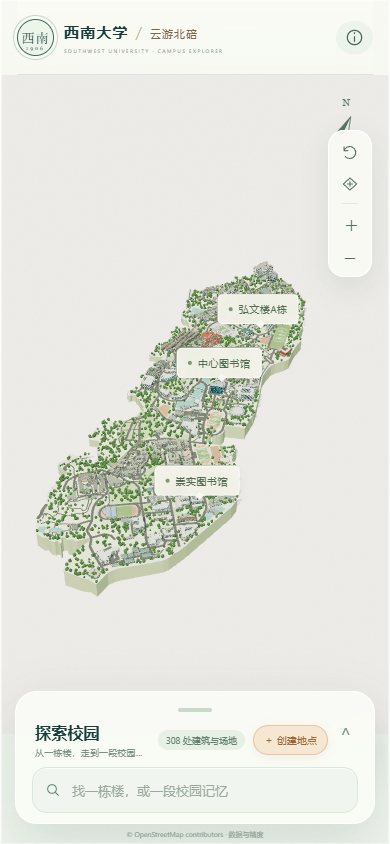 西南
1906
西南大学 / 云游北碚
SOUTHWEST UNIVERSITY · CAMPUS EXPLORER
N
弘文楼A栋
中心图书馆
崇实图书馆
探索校园
从一栋楼，走到一段校园...
308 处建筑与场地
+ 创建地点
找一栋楼，或一段校园记忆
© OpenStreetMap contributors · 数据与精度